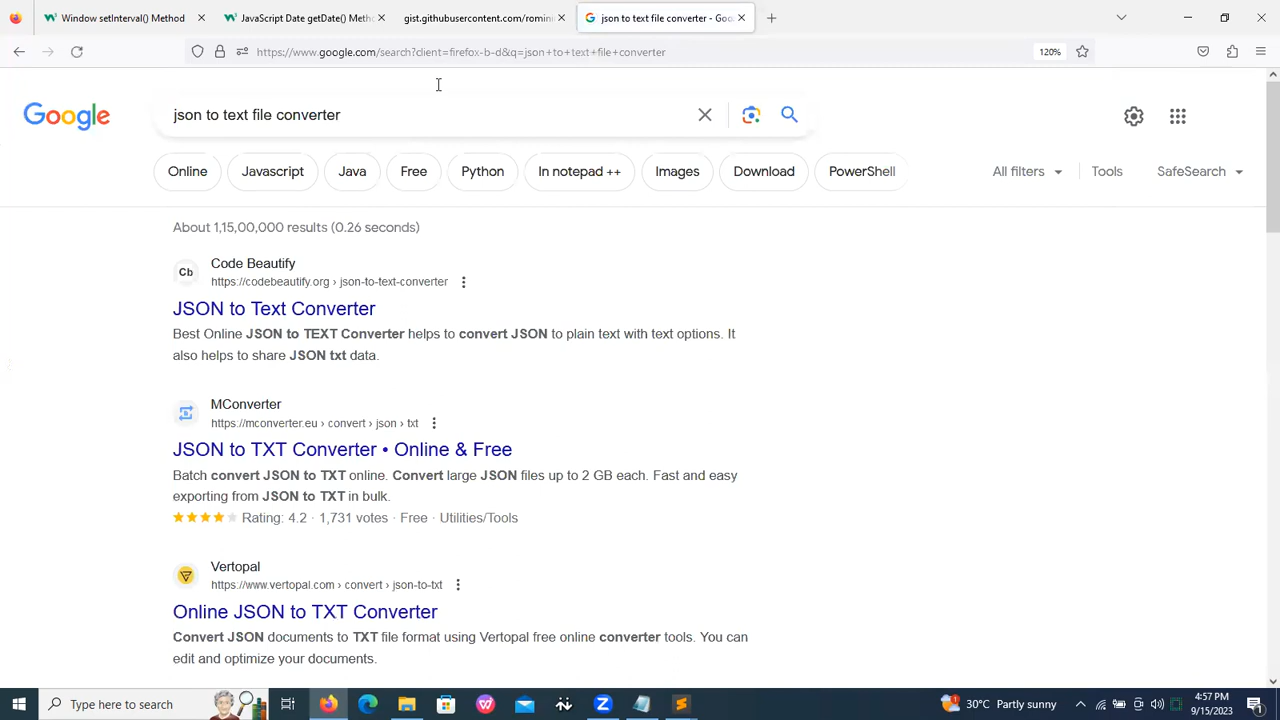 Window setInterval() Method
JavaScript Date getDate() Meth
gist.githubusercontent.com/romin
json to text file converter - Goo
https://www.google.com/search?client=firefox-b-d&q=json+to+text+file+converter
120%
Google
json to text file converter
Online
Javascript
Java
Free
Python
In notepad ++
Images
Download
PowerShell
All filters
Tools
SafeSearch
About 1,15,00,000 results (0.26 seconds)
Cb
Code Beautify
https://codebeautify.org › json-to-text-converter
JSON to Text Converter
Best Online JSON to TEXT Converter helps to convert JSON to plain text with text options. It
also helps to share JSON txt data.
MConverter
https://mconverter.eu › convert › json › txt
JSON to TXT Converter • Online & Free
Batch convert JSON to TXT online. Convert large JSON files up to 2 GB each. Fast and easy
exporting from JSON to TXT in bulk.
Rating: 4.2 · 1,731 votes · Free · Utilities/Tools
Vertopal
https://www.vertopal.com › convert › json-to-txt
Online JSON to TXT Converter
Convert JSON documents to TXT file format using Vertopal free online converter tools. You can
edit and optimize your documents.
Type here to search
30°C Partly sunny
4:57 PM
9/15/2023